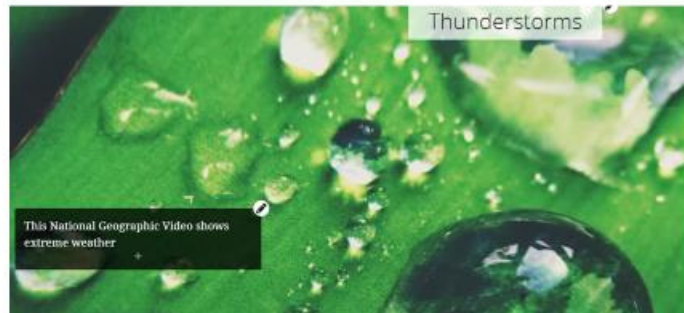 Thunderstorms
This National Geographic Video shows
extreme weather